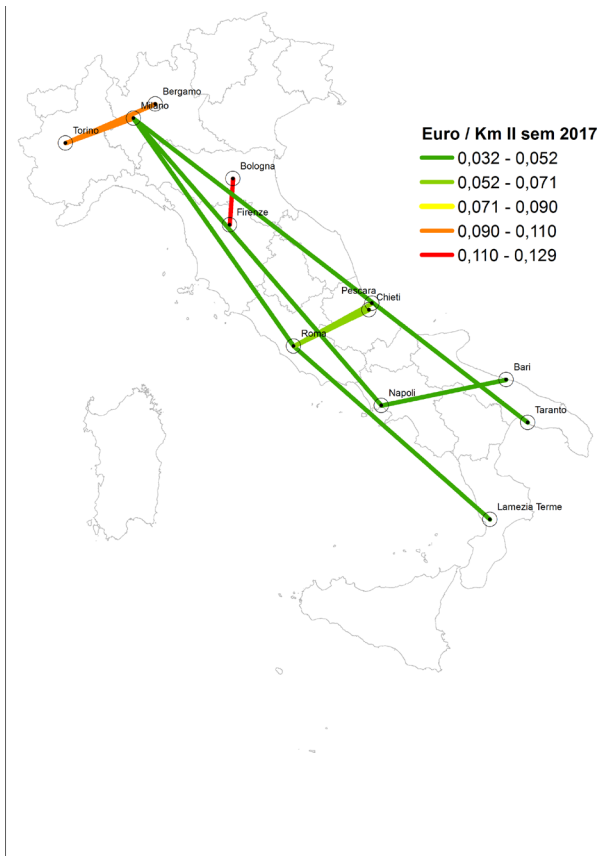 Bergamo
Milano
Torino
Euro / Km II sem 2017
0,032 - 0,052
0,052 - 0,071
0,071 - 0,090
0,090 - 0,110
0,110 - 0,129
Bologna
Firenze
Pescara
Chieti
Roma
Bari
Napoli
Taranto
Lamezia Terme